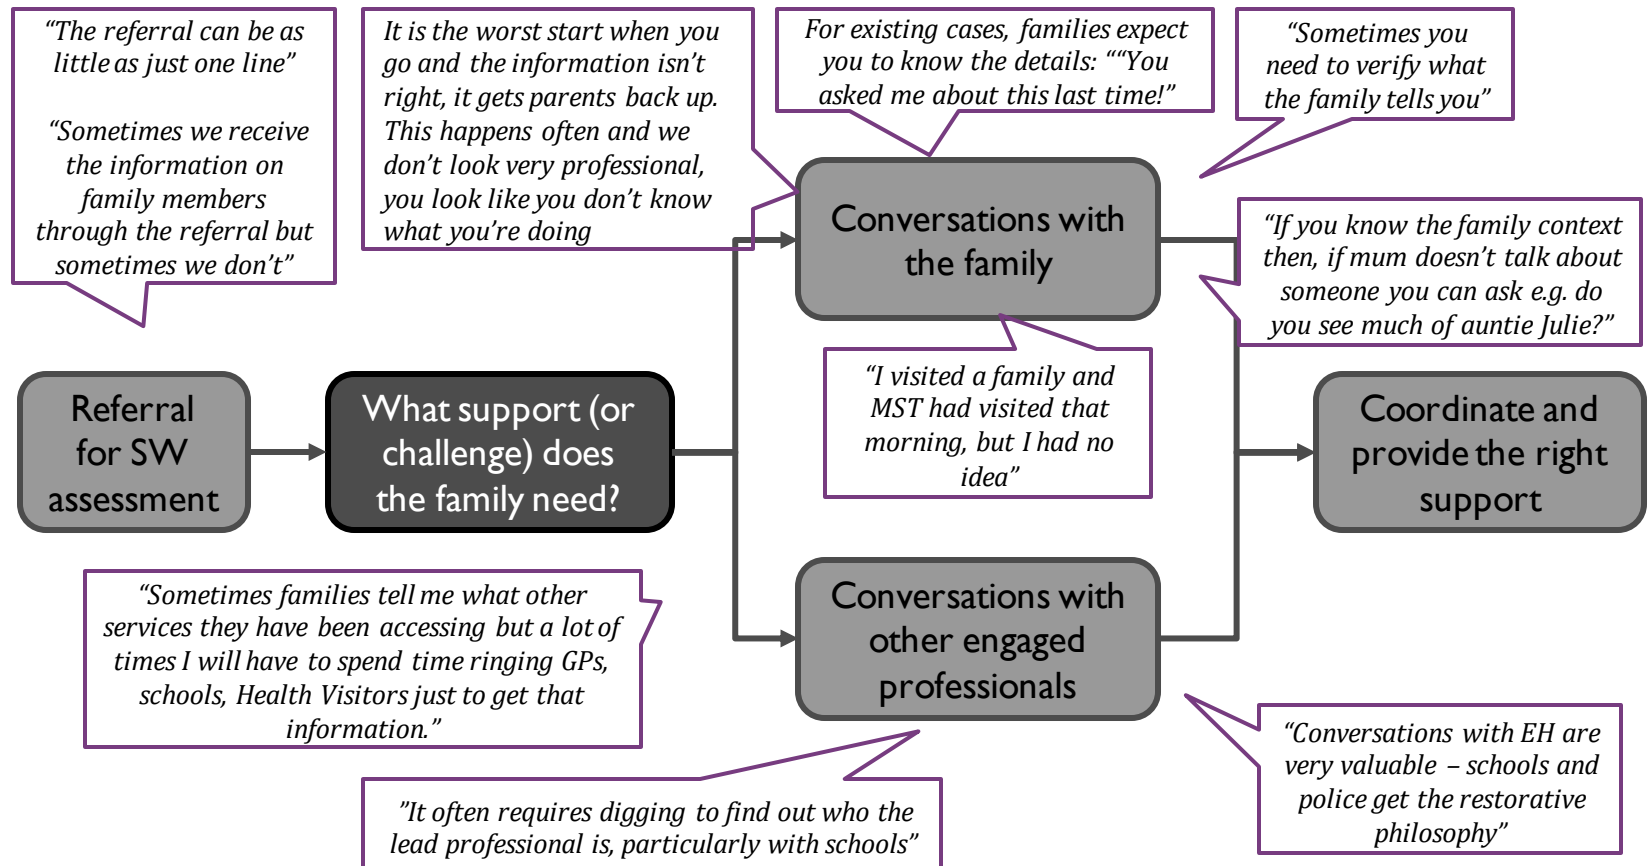 “The referral can be as
little as just one line”
“Sometimes we receive
the information on
family members
through the referral but
sometimes we don’t”
It is the worst start when you
go and the information isn’t
right, it gets parents back up.
This happens often and we
don’t look very professional,
you look like you don’t know
what you’re doing
For existing cases, families expect
you to know the details: ““You
asked me about this last time!”
“Sometimes you
need to verify what
the family tells you”
Conversations with
the family
“If you know the family context
then, if mum doesn’t talk about
someone you can ask e.g. do
you see much of auntie Julie?”
“I visited a family and
MST had visited that
morning, but I had no
idea”
Referral
for SW
assessment
What support (or
challenge) does
the family need?
Coordinate and
provide the right
support
“Sometimes families tell me what other
services they have been accessing but a lot of
times I will have to spend time ringing GPs,
schools, Health Visitors just to get that
information.”
Conversations with
other engaged
professionals
”It often requires digging to find out who the
lead professional is, particularly with schools”
“Conversations with EH are
very valuable – schools and
police get the restorative
philosophy”